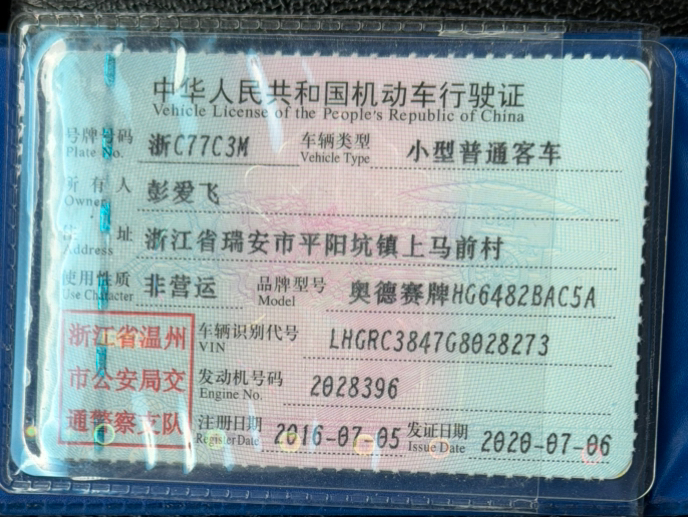 中华人民共和国机动车行驶证
Vehicle License of the People's Republic of China
号牌号码 浙C77C3M 车辆类型 小型普通客车
Plate No. Vehicle Type
所有人 彭爱飞
Owner
住址 浙江省瑞安市平阳坑镇上马前村
Address
使用性质 非营运 品牌型号 奥德赛牌HG6482BAC5A
Use Character Model
浙江省温州 车辆识别代号 LHGRC3847G8028273
VIN
市公安局交 发动机号码 2028396
Engine No.
通警察支队 注册日期 2016-07-05 发证日期 2020-07-06
Register Date Issue Date